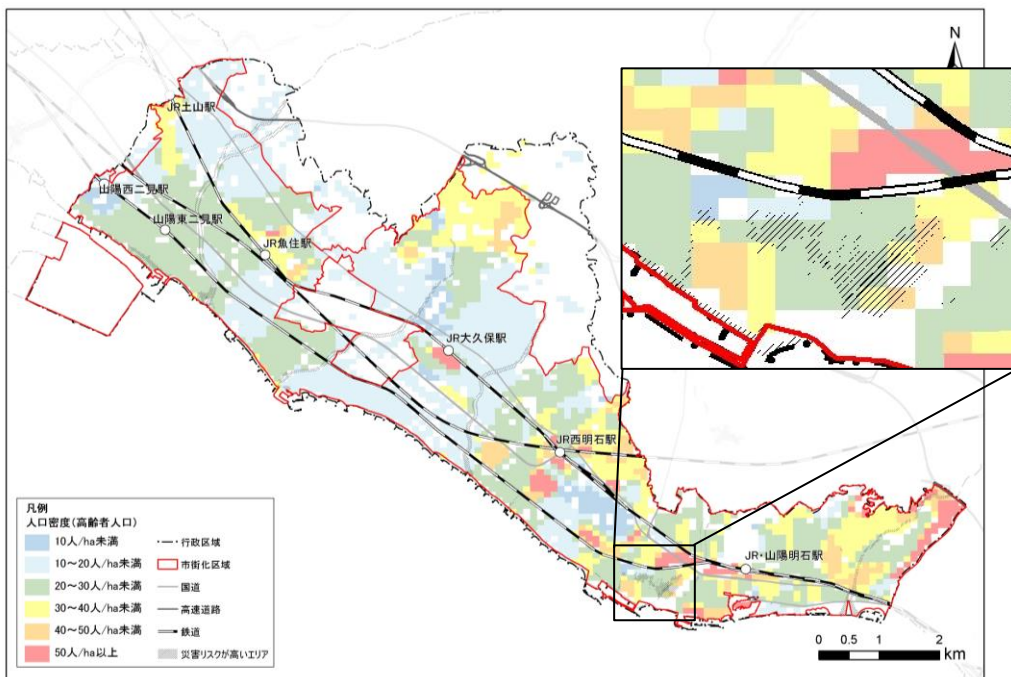 N
JR土山駅
山陽西二見駅
山陽東二見駅
JR魚住駅
JR大久保駅
JR西明石駅
JR・山陽明石駅
凡例
人口密度(高齢者人口)
10人/ha未満
10～20人/ha未満
20～30人/ha未満
30～40人/ha未満
40～50人/ha未満
50人/ha以上
行政区域
市街化区域
国道
高速道路
鉄道
災害リスクが高いエリア
0 0.5 1 2
km